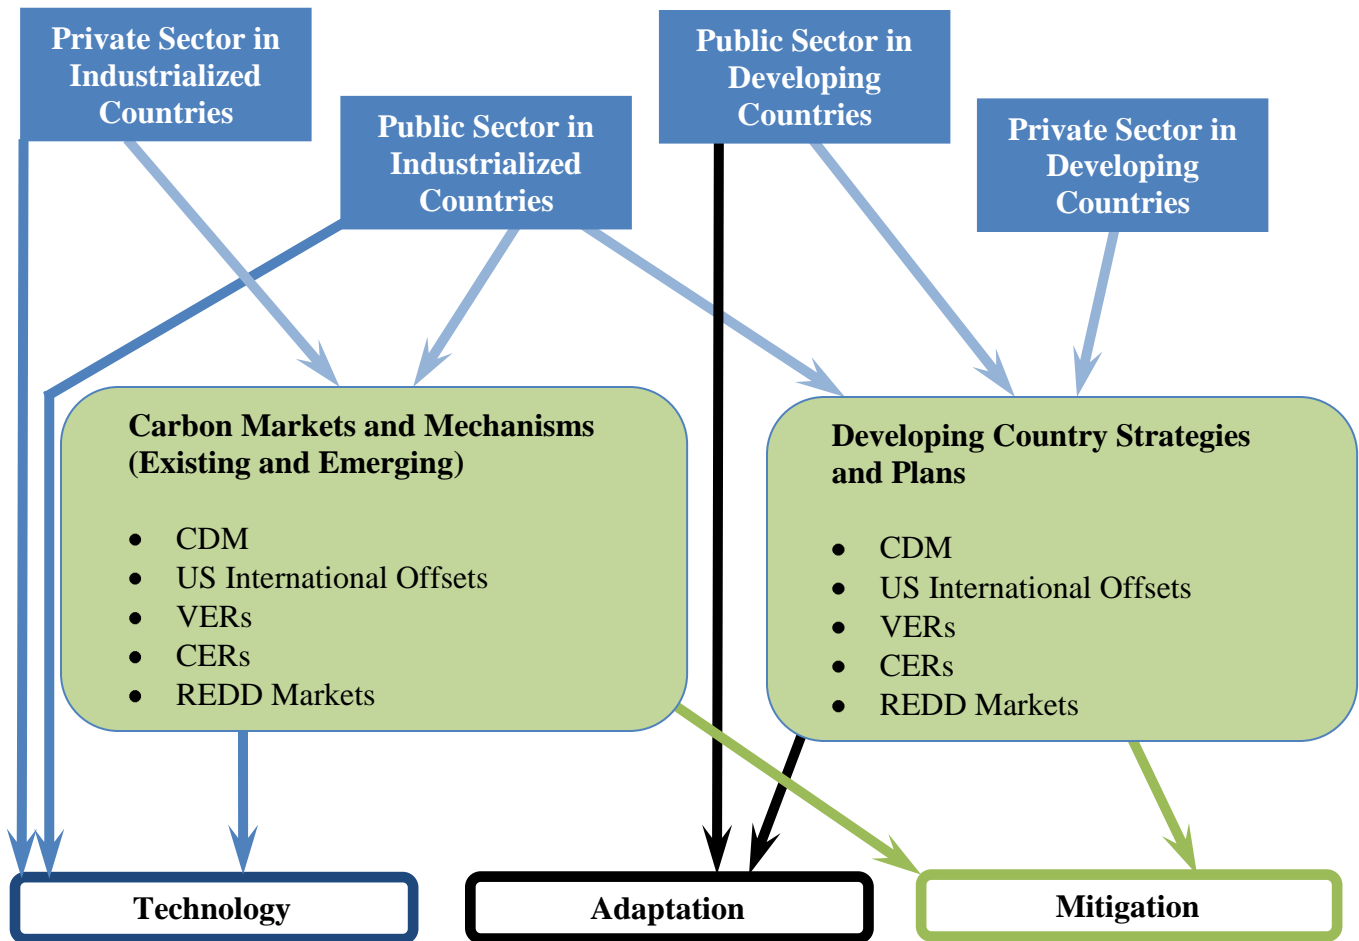 Private Sector in
Industrialized
Countries
Public Sector in
Industrialized
Countries
Public Sector in
Developing
Countries
Private Sector in
Developing
Countries
Carbon Markets and Mechanisms
(Existing and Emerging)
• CDM
• US International Offsets
• VERs
• CERs
• REDD Markets
Developing Country Strategies
and Plans
• CDM
• US International Offsets
• VERs
• CERs
• REDD Markets
Technology
Adaptation
Mitigation